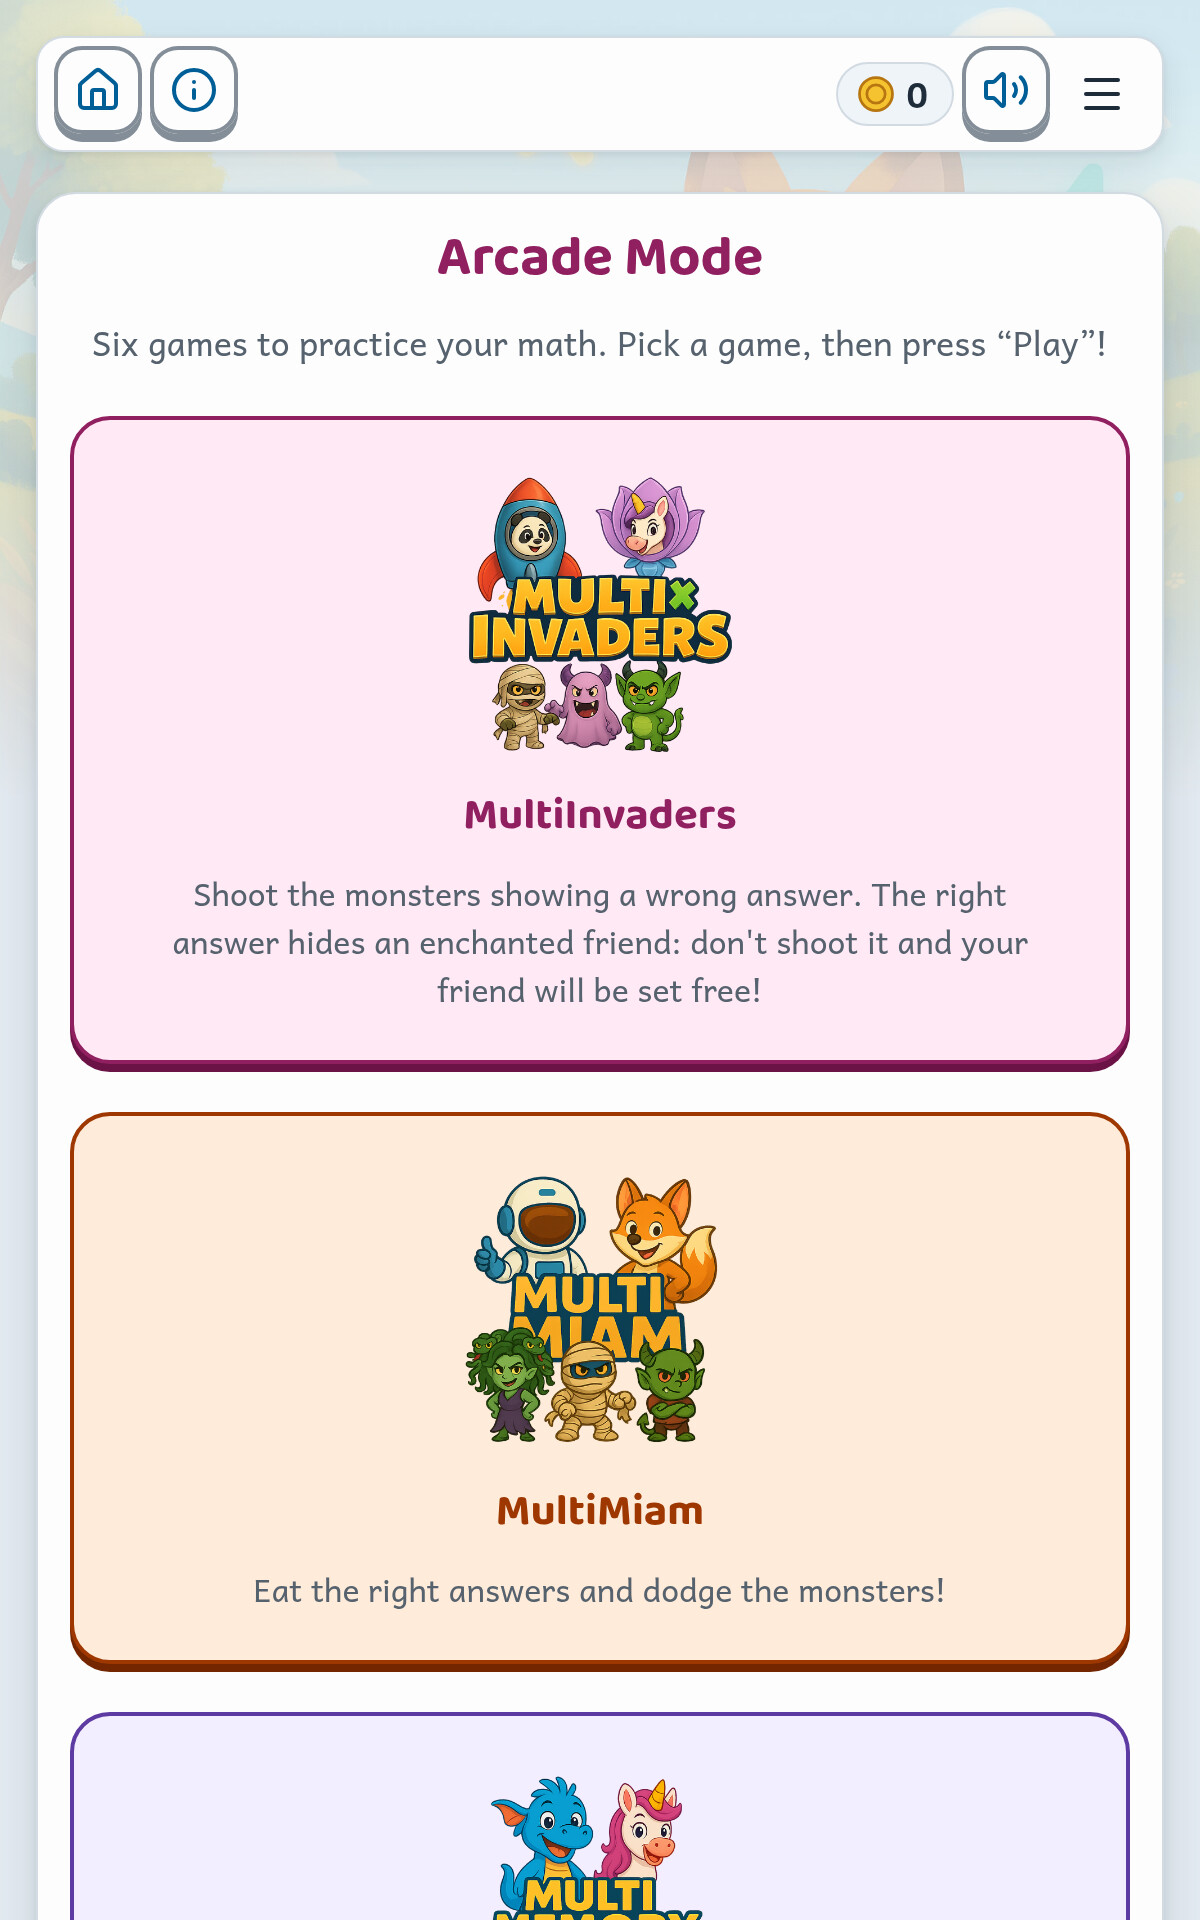 0
Arcade Mode
Six games to practice your math. Pick a game, then press “Play”!
MULTI×
INVADERS
MultiInvaders
Shoot the monsters showing a wrong answer. The right
answer hides an enchanted friend: don't shoot it and your
friend will be set free!
MULTI
MIAM
MultiMiam
Eat the right answers and dodge the monsters!
MULTI
MEMORY